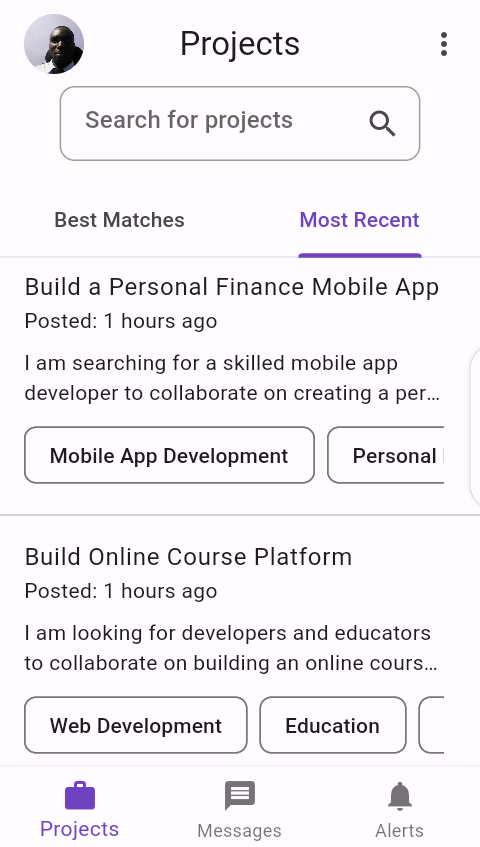 Projects
Search for projects
Best Matches
Most Recent
Build a Personal Finance Mobile App
Posted: 1 hours ago
I am searching for a skilled mobile app
developer to collaborate on creating a per…
Mobile App Development
Personal
Build Online Course Platform
Posted: 1 hours ago
I am looking for developers and educators
to collaborate on building an online cours…
Web Development
Education
Projects
Messages
Alerts